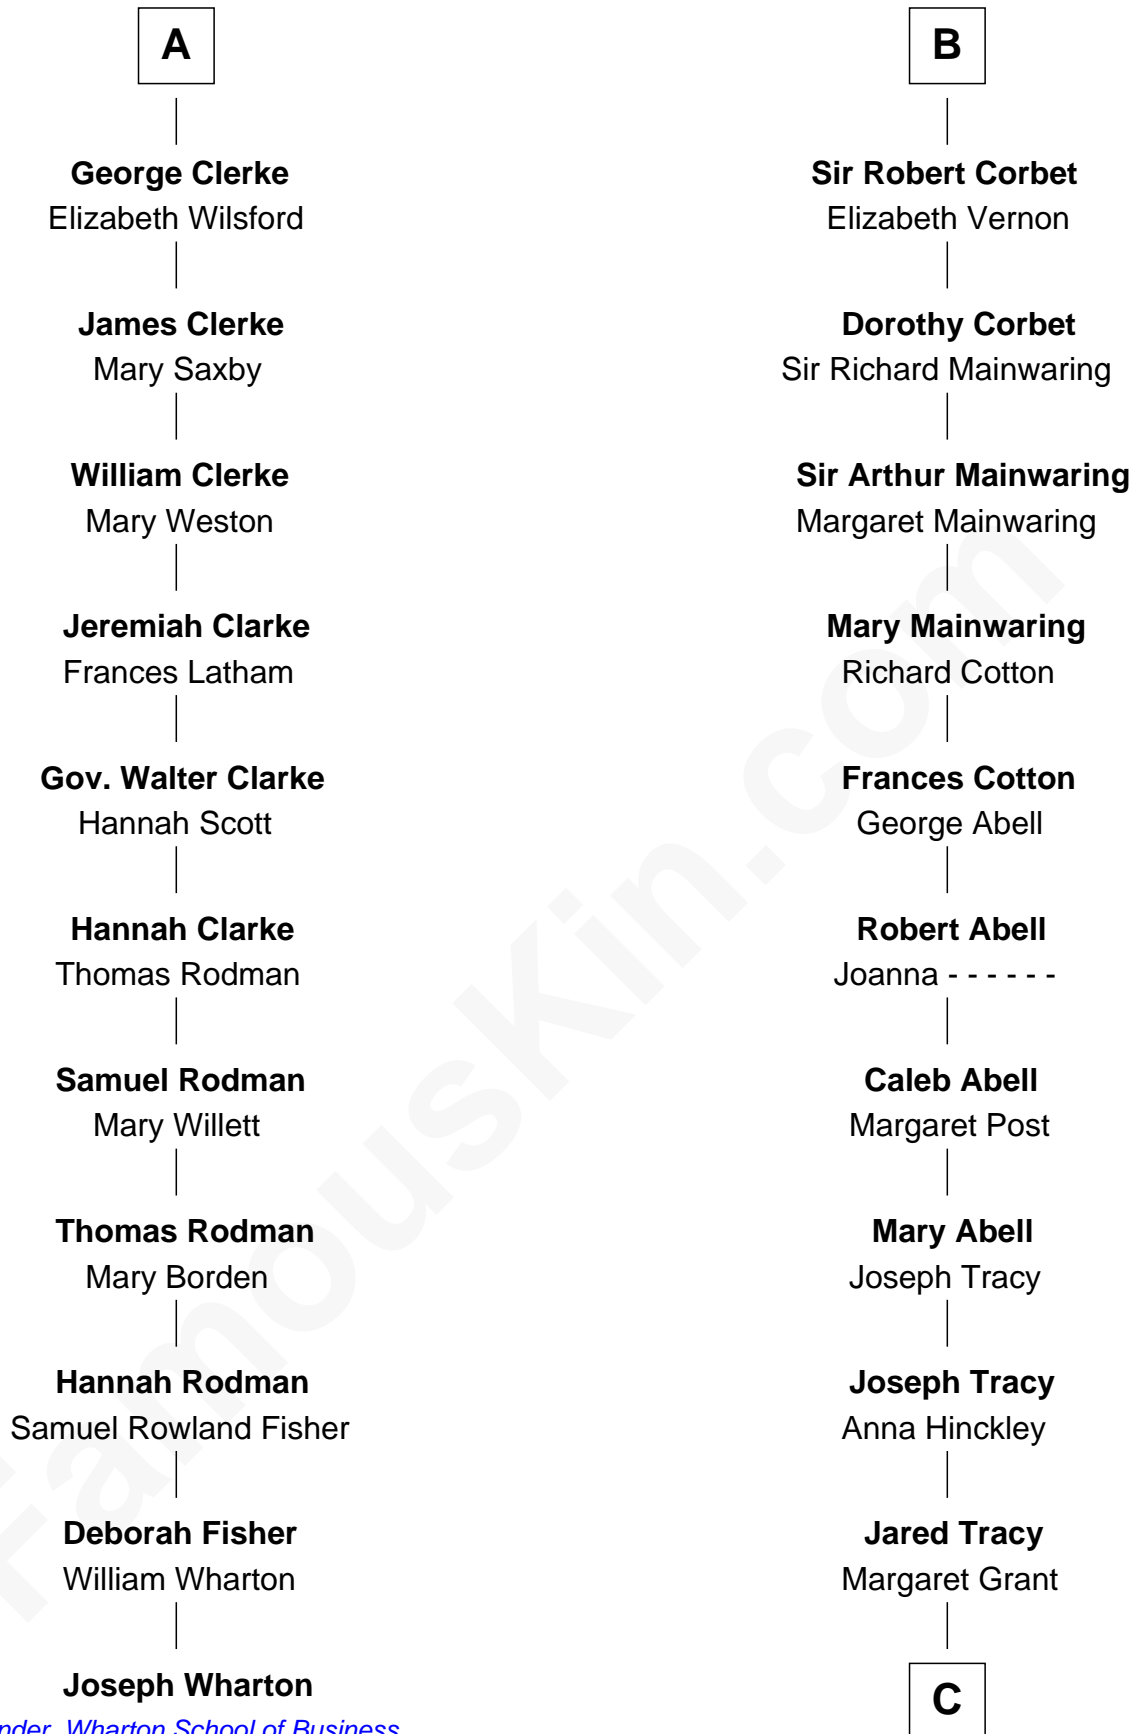 A
George Clerke
Elizabeth Wilsford
James Clerke
Mary Saxby
William Clerke
Mary Weston
Jeremiah Clarke
Frances Latham
Gov. Walter Clarke
Hannah Scott
Hannah Clarke
Thomas Rodman
Samuel Rodman
Mary Willett
Thomas Rodman
Mary Borden
Hannah Rodman
Samuel Rowland Fisher
Deborah Fisher
William Wharton
Joseph Wharton
Wharton School of Business
B
Sir Robert Corbet
Elizabeth Vernon
Dorothy Corbet
Sir Richard Mainwaring
Sir Arthur Mainwaring
Margaret Mainwaring
Mary Mainwaring
Richard Cotton
Frances Cotton
George Abell
Robert Abell
Joanna - - - - - -
Caleb Abell
Margaret Post
Mary Abell
Joseph Tracy
Joseph Tracy
Anna Hinckley
Jared Tracy
Margaret Grant
C
FamousKin.com